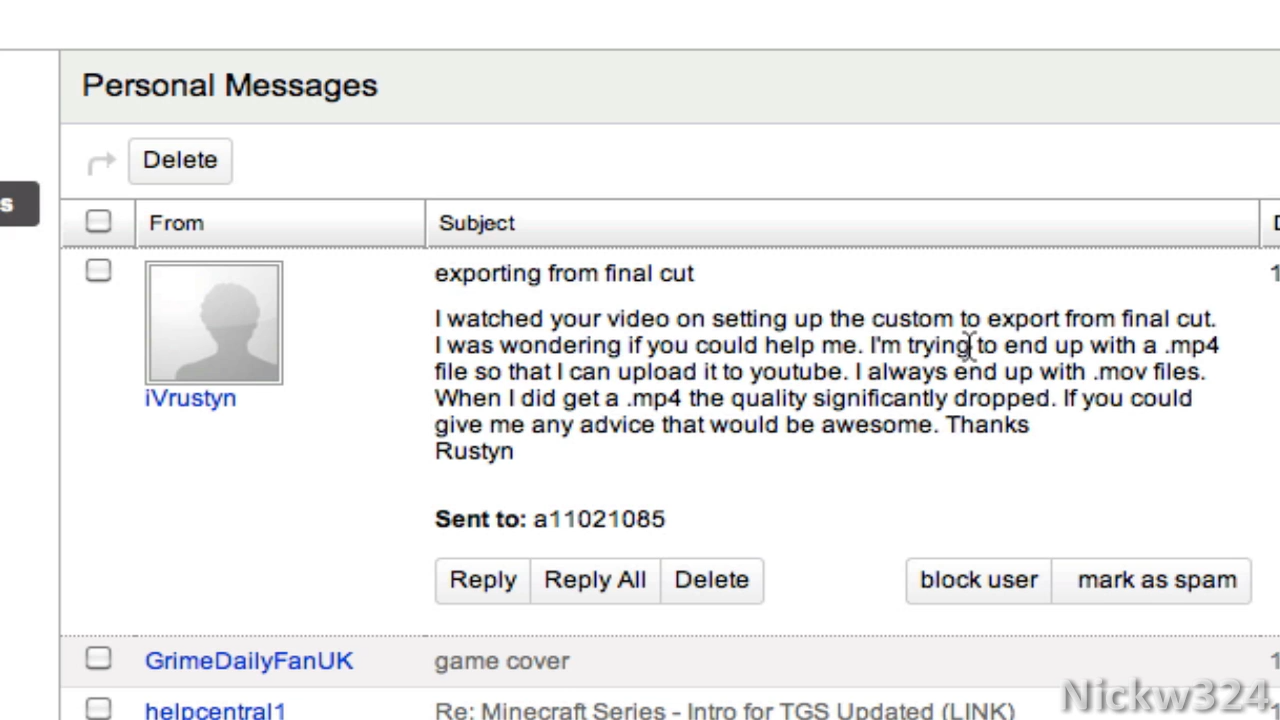 Personal Messages
Delete
s
From
Subject
exporting from final cut
I watched your video on setting up the custom to export from final cut.
I was wondering if you could help me. I'm trying to end up with a .mp4
file so that I can upload it to youtube. I always end up with .mov files.
When I did get a .mp4 the quality significantly dropped. If you could
give me any advice that would be awesome. Thanks
Rustyn
iVrustyn
Sent to: a11021085
Reply Reply All Delete block user mark as spam
GrimeDailyFanUK game cover
helpcentral1 Re: Minecraft Series - Intro for TGS Updated (LINK)
Nickw324